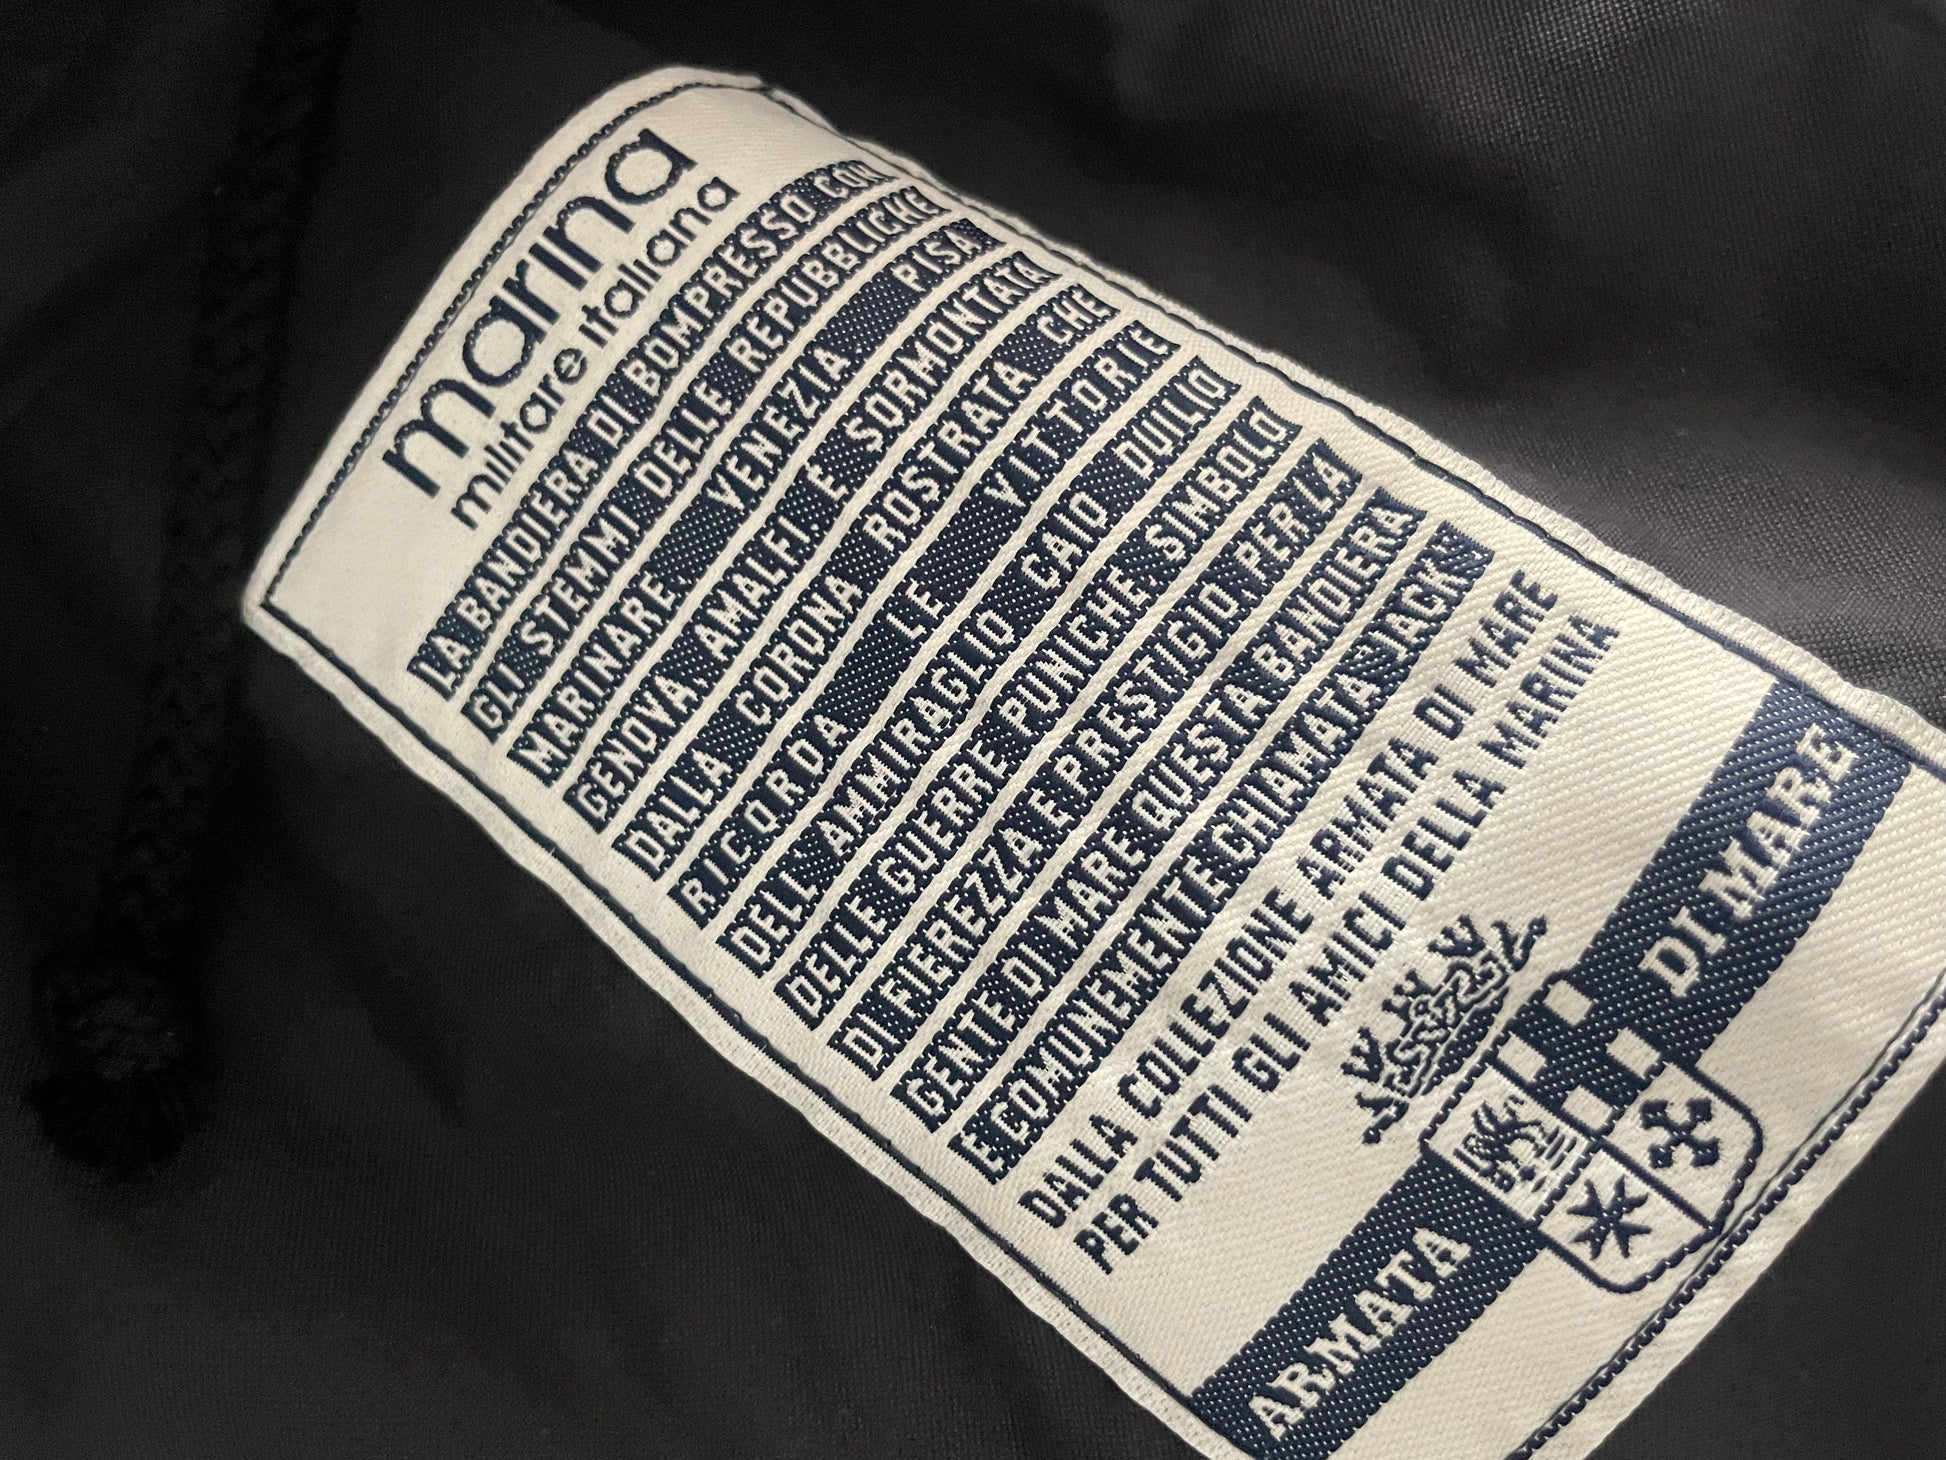 marina
militare italiana
LA BANDIERA DI BOMPRESSO CON
GLI STEMMI DELLE REPUBBLICHE
MARINARE VENEZIA PISA
GENOVA AMALFI E SORMONTATA
DALLA CORONA ROSTRATA CHE
RICORDA LE VITTORIE
DELL'AMMIRAGLIO CAIO DUILIO
DELLE GUERRE PUNICHE SIMBOLO
DI FIEREZZA E PRESTIGIO PER LA
GENTE DI MARE QUESTA BANDIERA
E COMUNEMENTE CHIAMATA JACK
DALLA COLLEZIONE ARMATA DI MARE
PER TUTTI GLI AMICI DELLA MARINA
ARMATA DI MARE